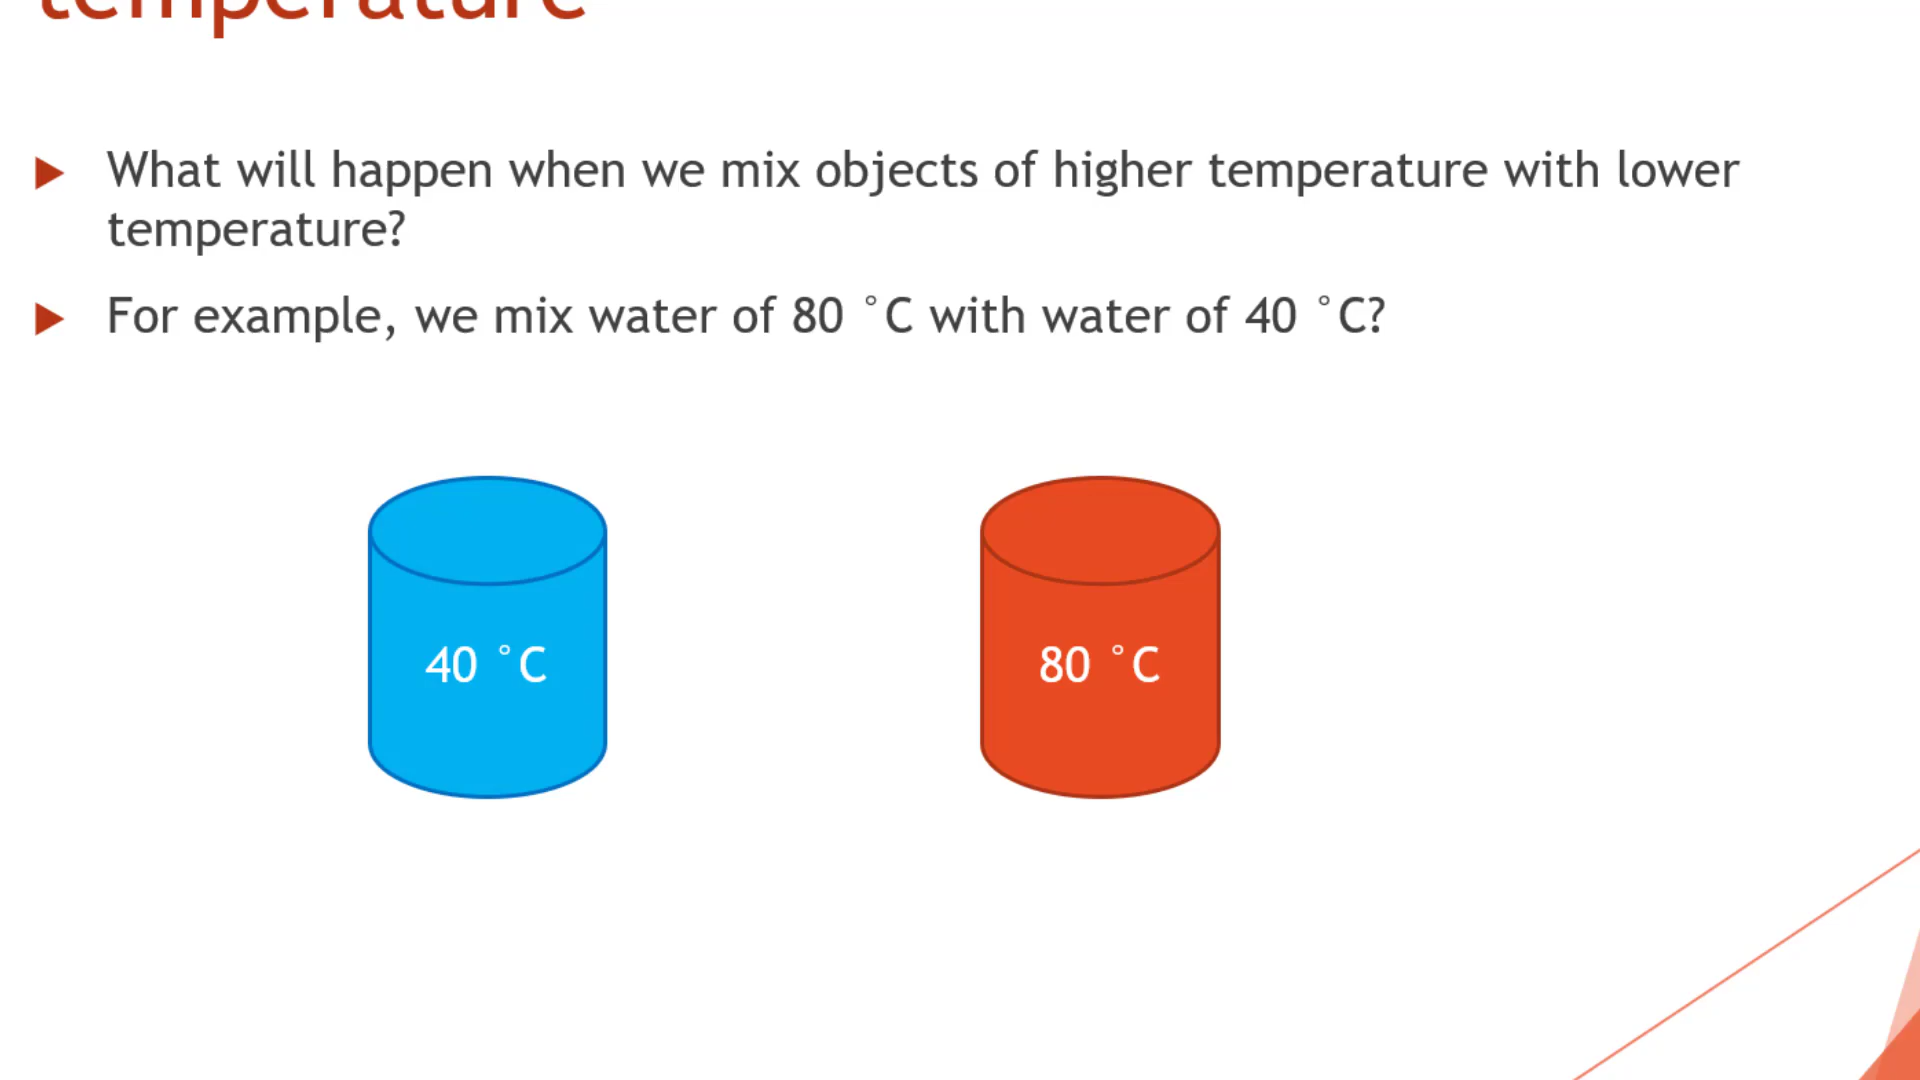 temperature
What will happen when we mix objects of higher temperature with lower
temperature?
For example, we mix water of 80 ˚C with water of 40 ˚C?
40 ˚C
80 ˚C